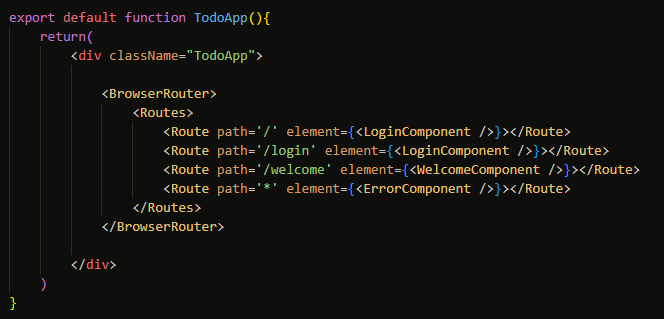 export default function TodoApp(){
    return(
        <div className="TodoApp">

            <BrowserRouter>
                <Routes>
                    <Route path='/' element={<LoginComponent />}></Route>
                    <Route path='/login' element={<LoginComponent />}></Route>
                    <Route path='/welcome' element={<WelcomeComponent />}></Route>
                    <Route path='*' element={<ErrorComponent />}></Route>
                </Routes>
            </BrowserRouter>

        </div>
    )
}